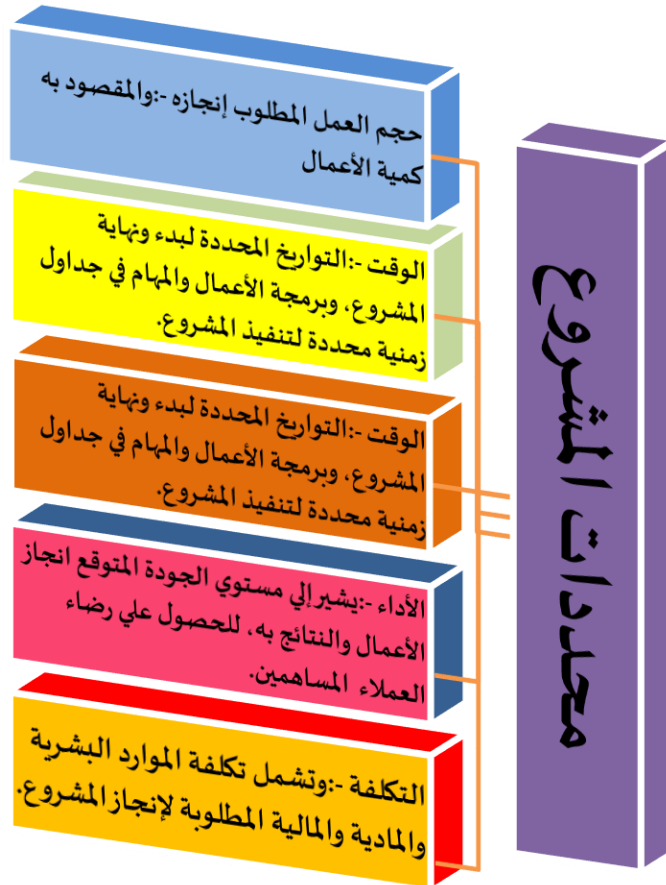 محددات المشروع
حجم العمل المطلوب إنجازه -:والمقصود به
كمية الأعمال
الوقت -:التواريخ المحددة لبدء ونهاية
المشروع، وبرمجة الأعمال والمهام في جداول
زمنية محددة لتنفيذ المشروع.
الوقت -:التواريخ المحددة لبدء ونهاية
المشروع، وبرمجة الأعمال والمهام في جداول
زمنية محددة لتنفيذ المشروع.
الأداء -:يشير إلي مستوي الجودة المتوقع انجاز
الأعمال والنتائج به، للحصول علي رضاء
العملاء المساهمين.
التكلفة -:وتشمل تكلفة الموارد البشرية
والمادية والمالية المطلوبة لإنجاز المشروع.